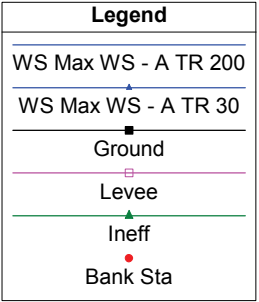 Legend
WS Max WS - A TR 200
WS Max WS - A TR 30
Ground
Levee
Ineff
Bank Sta